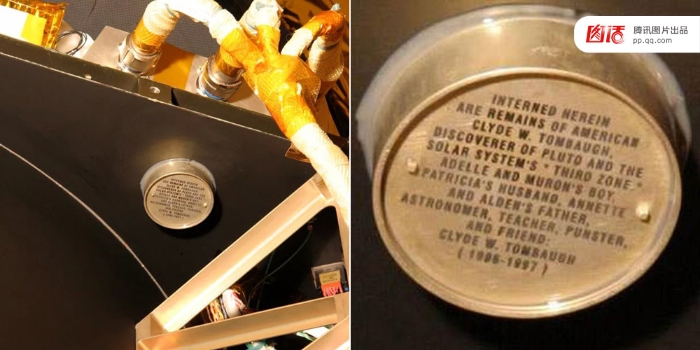 INTERNED HEREIN
ARE REMAINS OF AMERICAN
CLYDE W. TOMBAUGH,
DISCOVERER OF PLUTO AND THE
SOLAR SYSTEM'S "THIRD ZONE."
ADELLE AND MURON'S BOY,
PATRICIA'S HUSBAND, ANNETTE
AND ALDEN'S FATHER,
ASTRONOMER, TEACHER, PUNSTER,
AND FRIEND:
CLYDE W. TOMBAUGH
(1906-1997)
图话
腾讯图片出品
pp.qq.com